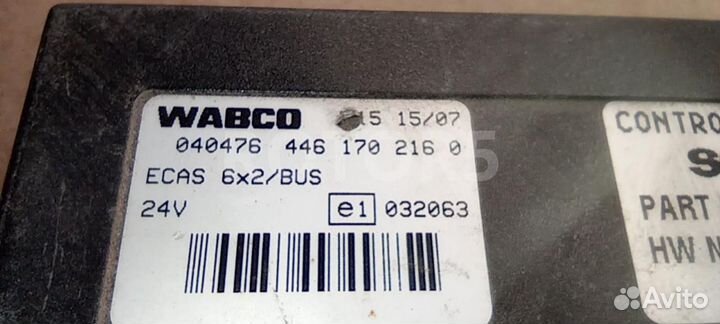 WABCO 15 15/07
040476 446 170 216 0
ECAS 6x2/BUS
24V e1 032063
CONTRO
S
PART
HW N
Avito